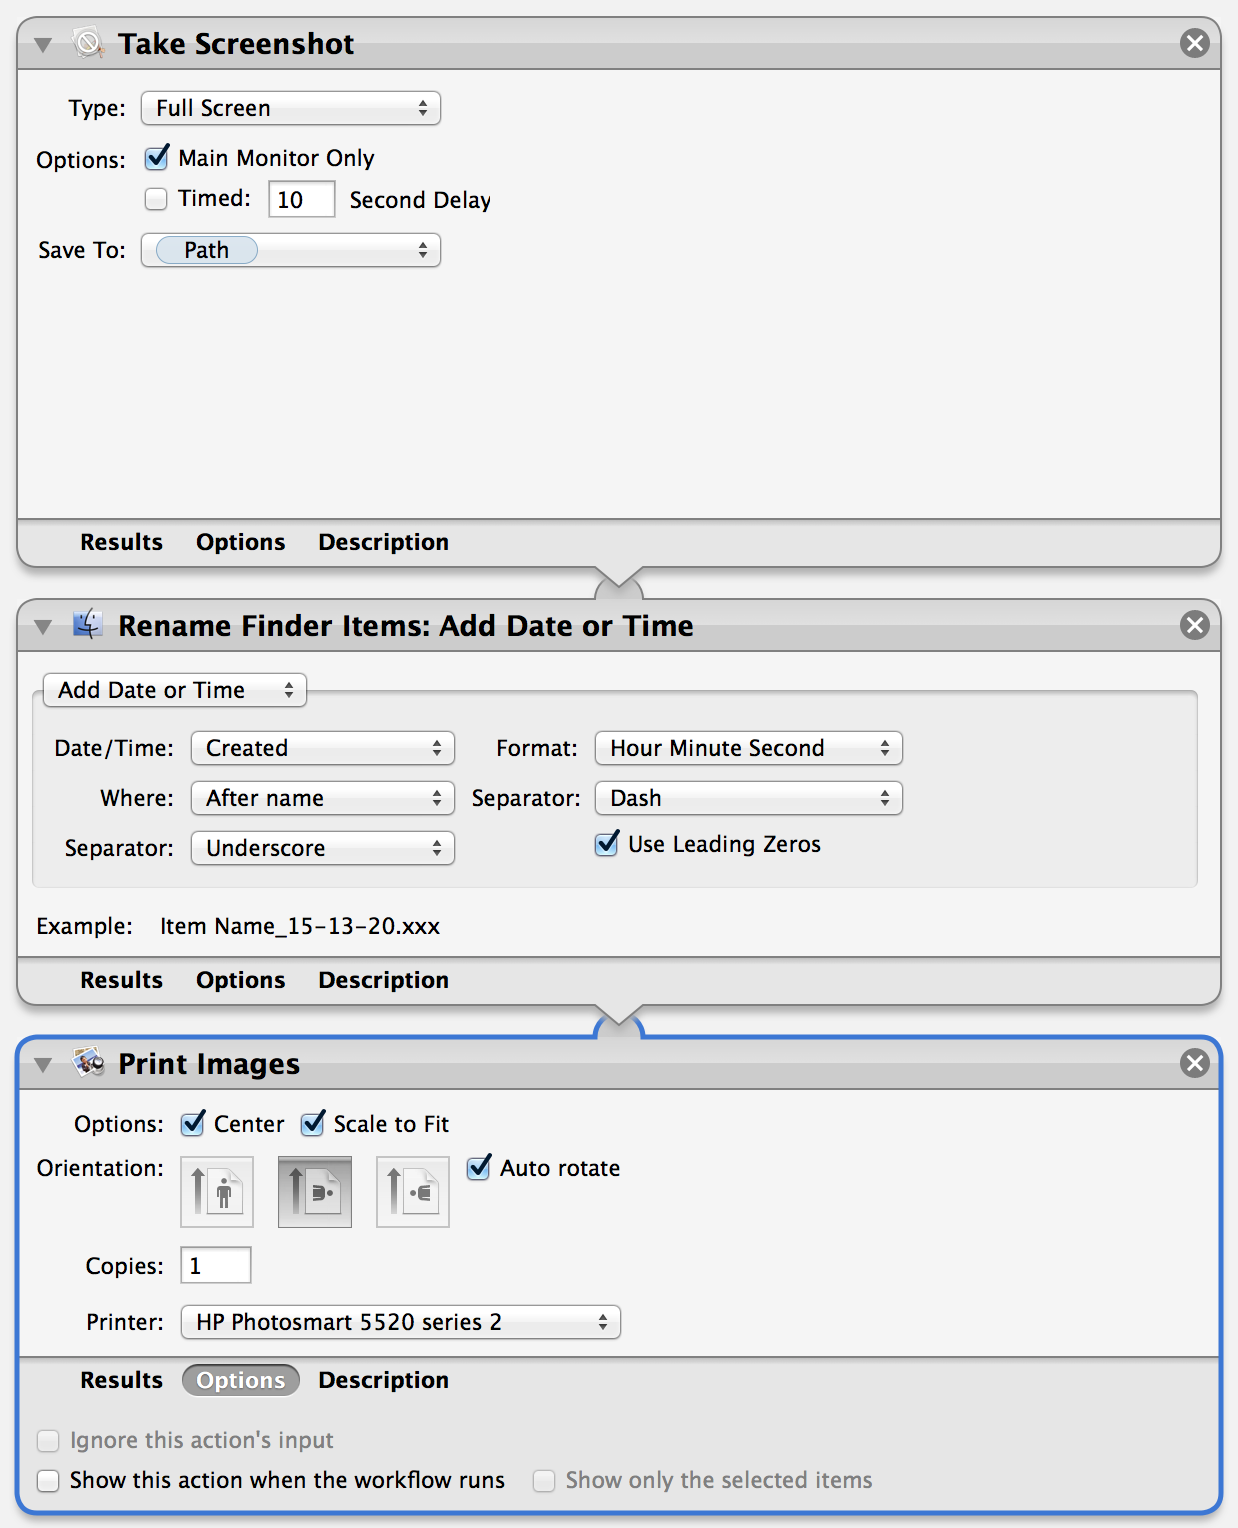 Take Screenshot
Type: Full Screen
Options: Main Monitor Only
Timed: 10 Second Delay
Save To: Path
Results Options Description
Rename Finder Items: Add Date or Time
Add Date or Time
Date/Time: Created Format: Hour Minute Second
Where: After name Separator: Dash
Separator: Underscore Use Leading Zeros
Example: Item Name_15-13-20.xxx
Results Options Description
Print Images
Options: Center Scale to Fit
Orientation: Auto rotate
Copies: 1
Printer: HP Photosmart 5520 series 2
Results Options Description
Ignore this action's input
Show this action when the workflow runs Show only the selected items